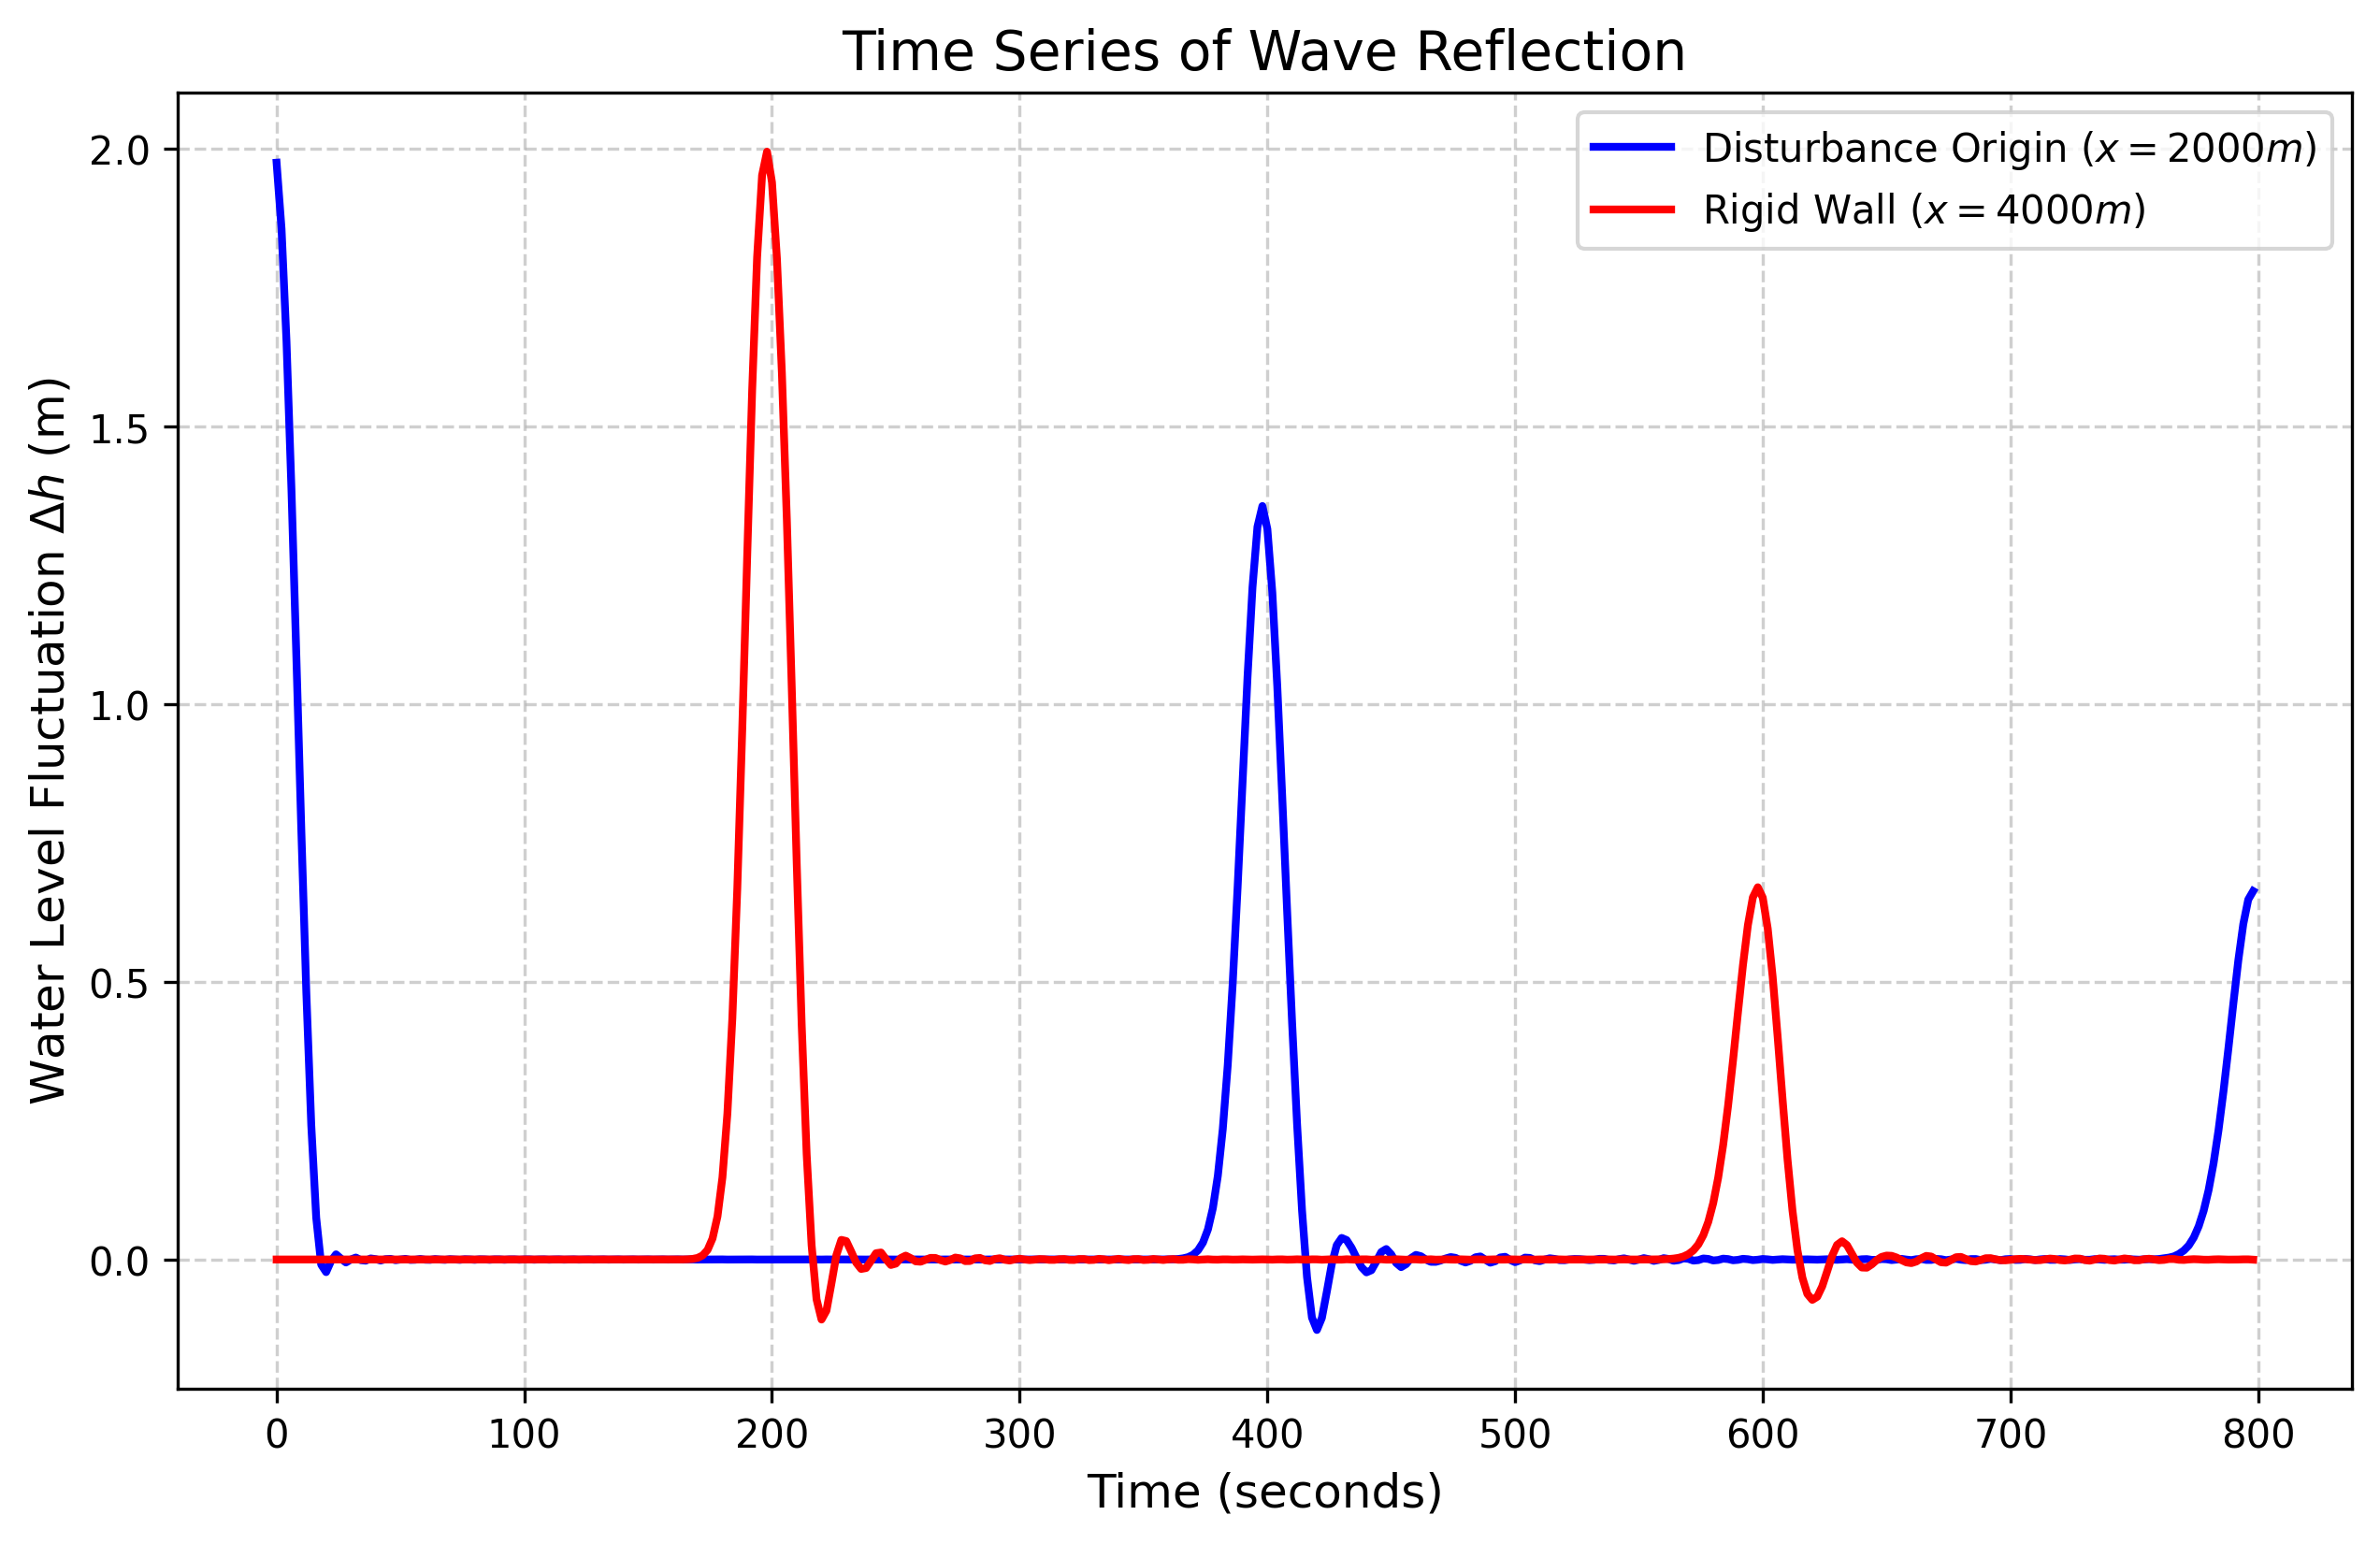 Time Series of Wave Reflection
Disturbance Origin (x = 2000m)
Rigid Wall (x = 4000m)
Water Level Fluctuation Δh (m)
2.0
1.5
1.0
0.5
0.0
0 100 200 300 400 500 600 700 800
Time (seconds)